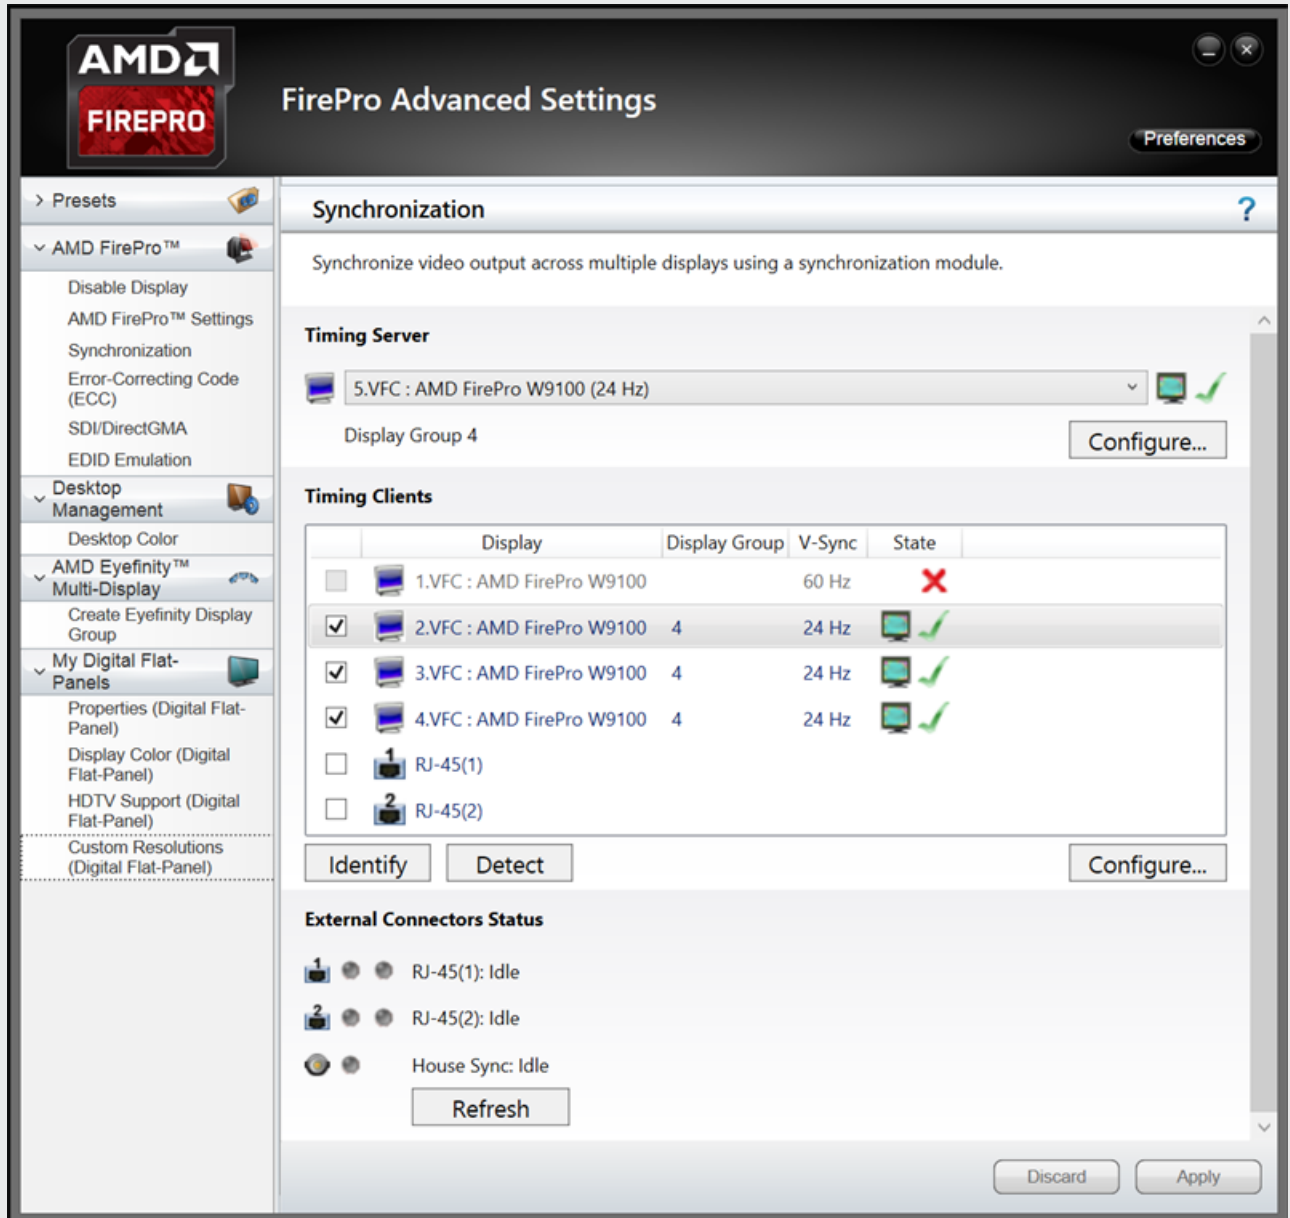 AMD
FIREPRO
FirePro Advanced Settings
Preferences
Presets
AMD FirePro™
Disable Display
AMD FirePro™ Settings
Synchronization
Error-Correcting Code
(ECC)
SDI/DirectGMA
EDID Emulation
Desktop
Management
Desktop Color
AMD Eyefinity™
Multi-Display
Create Eyefinity Display
Group
My Digital Flat-
Panels
Properties (Digital Flat-
Panel)
Display Color (Digital
Flat-Panel)
HDTV Support (Digital
Flat-Panel)
Custom Resolutions
(Digital Flat-Panel)
Synchronization ?
Synchronize video output across multiple displays using a synchronization module.
Timing Server
5.VFC : AMD FirePro W9100 (24 Hz)
Display Group 4
Configure...
Timing Clients
Display Display Group V-Sync State
1.VFC : AMD FirePro W9100 60 Hz
2.VFC : AMD FirePro W9100 4 24 Hz
3.VFC : AMD FirePro W9100 4 24 Hz
4.VFC : AMD FirePro W9100 4 24 Hz
1 RJ-45(1)
2 RJ-45(2)
Identify Detect Configure...
External Connectors Status
1 RJ-45(1): Idle
2 RJ-45(2): Idle
House Sync: Idle
Refresh
Discard Apply